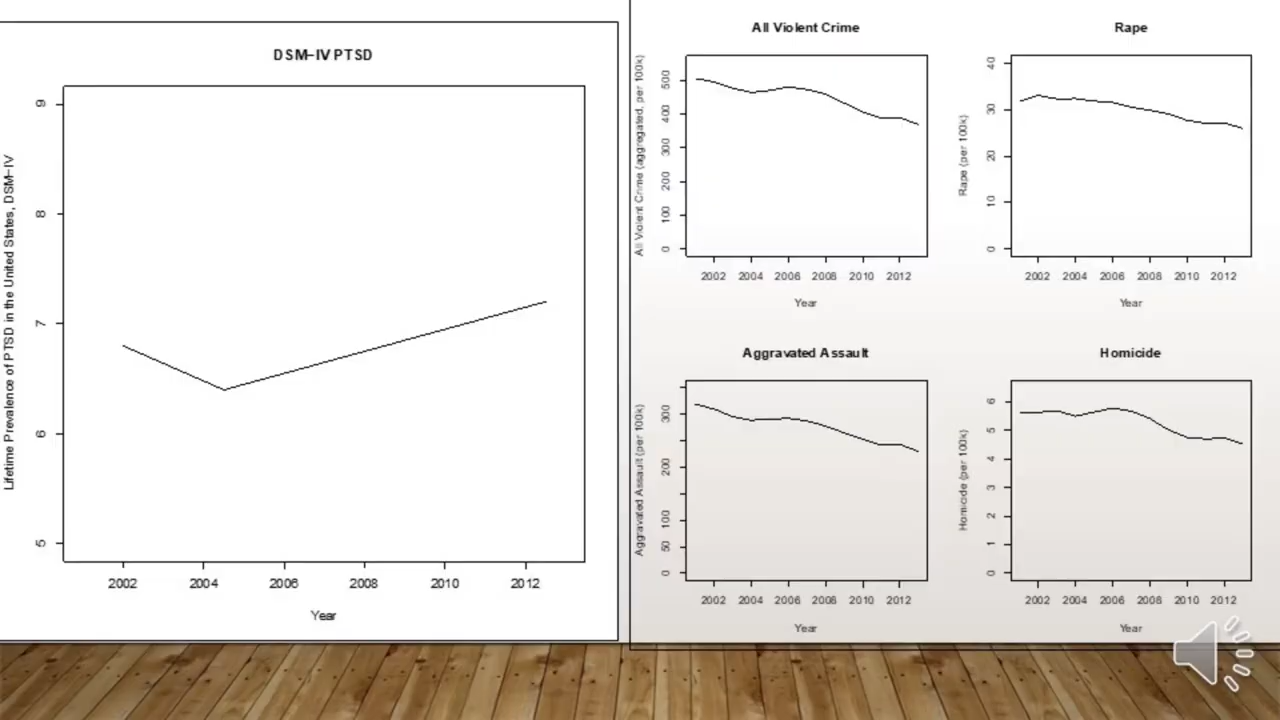 DSM-IV PTSD
Lifetime Prevalence of PTSD in the United States, DSM-IV
9
8
7
6
5
2002 2004 2006 2008 2010 2012
Year
All Violent Crime
All Violent Crime (aggregated, per 100k)
500
400
300
200
100
0
2002 2004 2006 2008 2010 2012
Year
Rape
Rape (per 100k)
40
30
20
10
0
2002 2004 2006 2008 2010 2012
Year
Aggravated Assault
Aggravated Assault (per 100k)
300
200
100
50
0
2002 2004 2006 2008 2010 2012
Year
Homicide
Homicide (per 100k)
6
5
4
3
2
1
0
2002 2004 2006 2008 2010 2012
Year